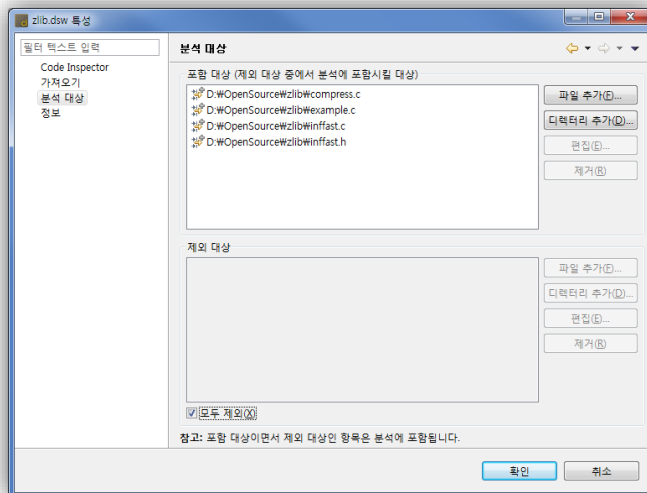 zlib.dsw 특성
필터 텍스트 입력
Code Inspector
가져오기
분석 대상
정보
분석 대상
포함 대상 (제외 대상 중에서 분석에 포함시킬 대상)
D:₩OpenSource₩zlib₩compress.c
D:₩OpenSource₩zlib₩example.c
D:₩OpenSource₩zlib₩inffast.c
D:₩OpenSource₩zlib₩inffast.h
파일 추가(F)...
디렉터리 추가(D)...
편집(E)...
제거(R)
제외 대상
파일 추가(F)...
디렉터리 추가(D)...
편집(E)...
제거(R)
모두 제외(X)
참고: 포함 대상이면서 제외 대상인 항목은 분석에 포함됩니다.
확인
취소